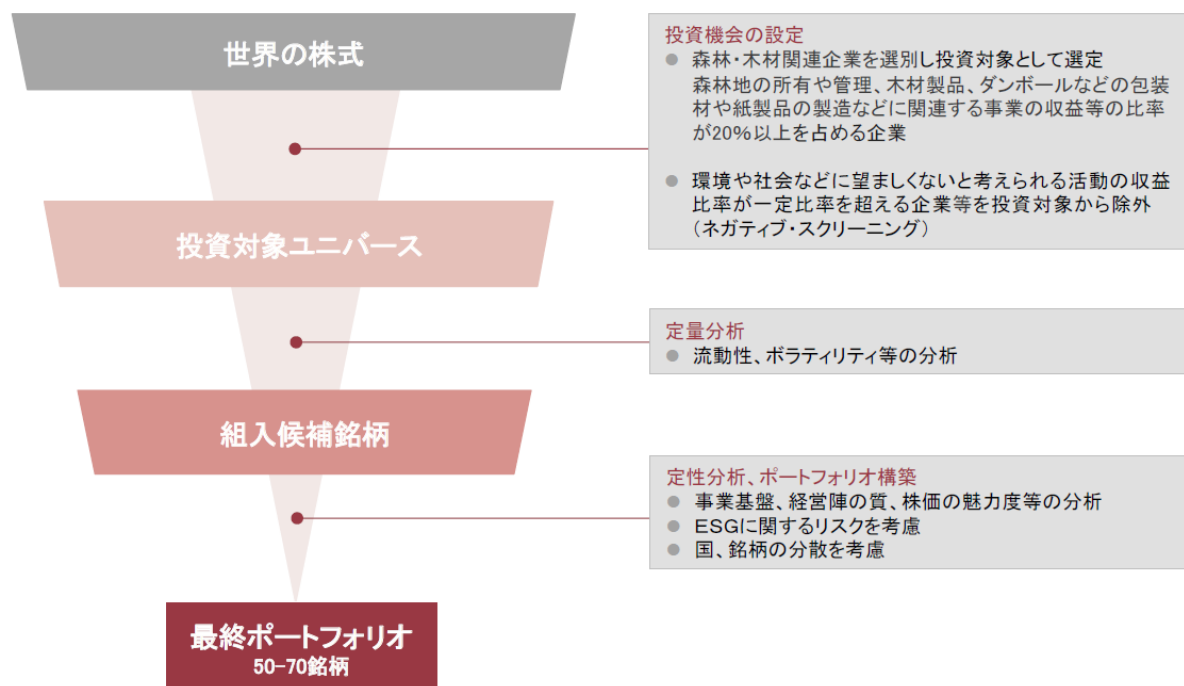 世界の株式
投資機会の設定
● 森林・木材関連企業を選別し投資対象として選定
森林地の所有や管理、木材製品、ダンボールなどの包装
材や紙製品の製造などに関連する事業の収益等の比率
が20%以上を占める企業
● 環境や社会などに望ましくないと考えられる活動の収益
比率が一定比率を超える企業等を投資対象から除外
（ネガティブ・スクリーニング）
投資対象ユニバース
定量分析
● 流動性、ボラティリティ等の分析
組入候補銘柄
定性分析、ポートフォリオ構築
● 事業基盤、経営陣の質、株価の魅力度等の分析
● ESGに関するリスクを考慮
● 国、銘柄の分散を考慮
最終ポートフォリオ
50-70銘柄